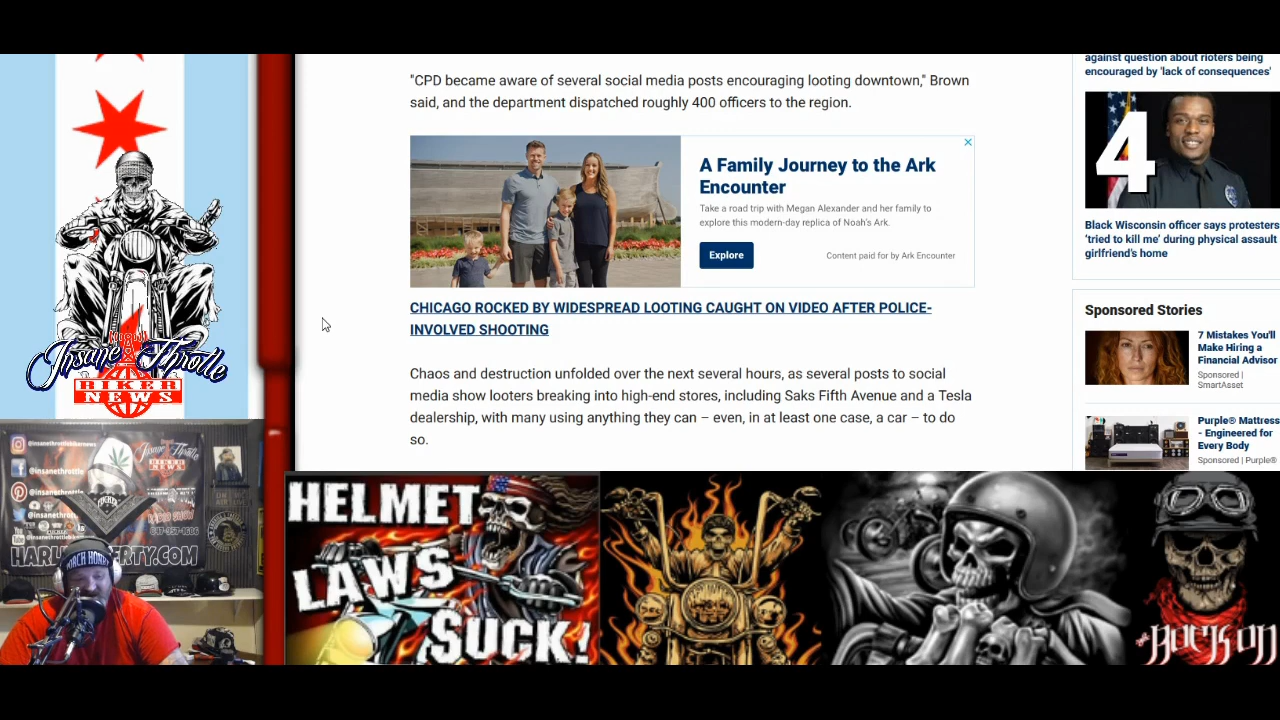 "CPD became aware of several social media posts encouraging looting downtown," Brown
said, and the department dispatched roughly 400 officers to the region.
A Family Journey to the Ark
Encounter
Take a road trip with Megan Alexander and her family to
explore this modern-day replica of Noah's Ark.
Explore
Content paid for by Ark Encounter
CHICAGO ROCKED BY WIDESPREAD LOOTING CAUGHT ON VIDEO AFTER POLICE-
INVOLVED SHOOTING
Chaos and destruction unfolded over the next several hours, as several posts to social
media show looters breaking into high-end stores, including Saks Fifth Avenue and a Tesla
dealership, with many using anything they can – even, in at least one case, a car – to do
so.
against question about rioters being
encouraged by 'lack of consequences'
4
Black Wisconsin officer says protesters
'tried to kill me' during physical assault
girlfriend's home
Sponsored Stories
7 Mistakes You'll
Make Hiring a
Financial Advisor
Sponsored |
SmartAsset
Purple® Mattress
- Engineered for
Every Body
Sponsored | Purple®
Insane Throttle
BIKER
NEWS
@insanethrottlebikernews
@insanethrottle
HELMET
LAWS
SUCK!
ROCK ON